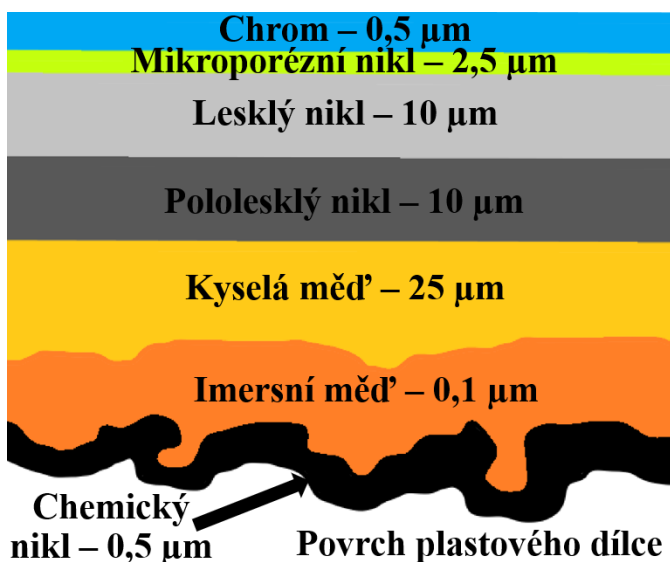 Chrom – 0,5 µm
Mikroporézní nikl – 2,5 µm
Lesklý nikl – 10 µm
Pololesklý nikl – 10 µm
Kyselá měď – 25 µm
Imersní měď – 0,1 µm
Chemický
nikl – 0,5 µm
Povrch plastového dílce